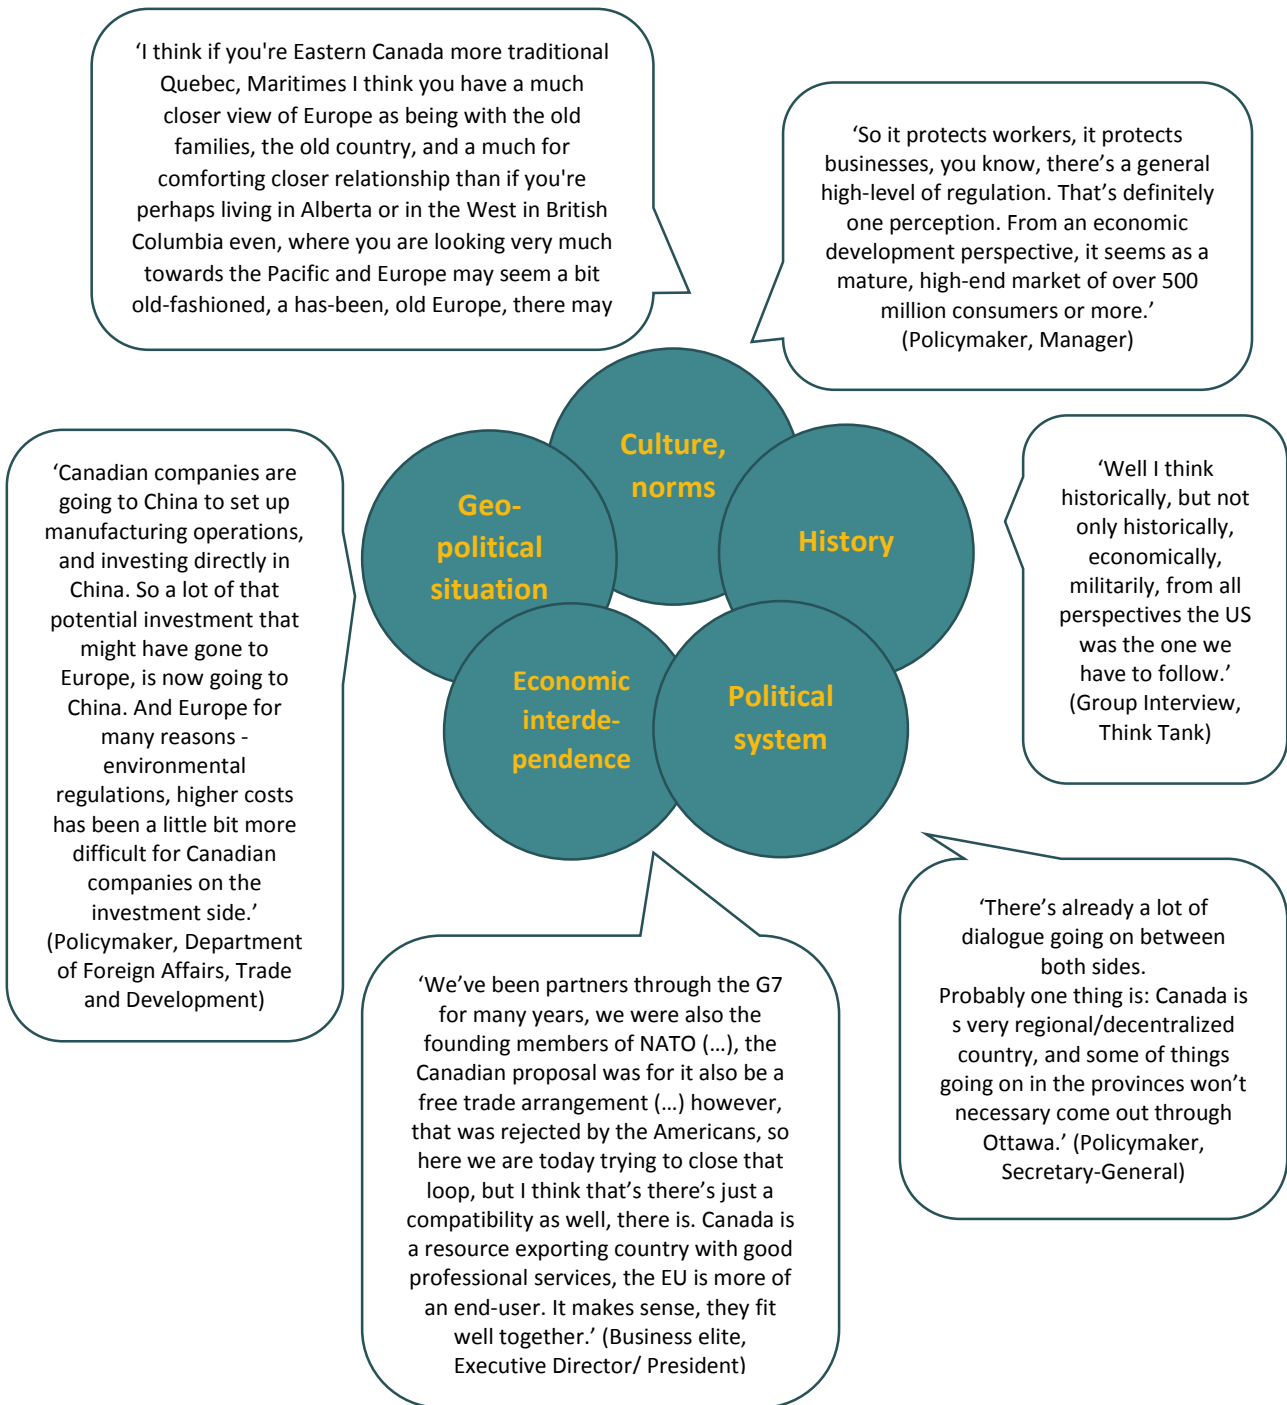 ‘I think if you're Eastern Canada more traditional
Quebec, Maritimes I think you have a much
closer view of Europe as being with the old
families, the old country, and a much for
comforting closer relationship than if you're
perhaps living in Alberta or in the West in British
Columbia even, where you are looking very much
towards the Pacific and Europe may seem a bit
old-fashioned, a has-been, old Europe, there may
‘So it protects workers, it protects
businesses, you know, there’s a general
high-level of regulation. That’s definitely
one perception. From an economic
development perspective, it seems as a
mature, high-end market of over 500
million consumers or more.’
(Policymaker, Manager)
Culture,
norms
Geo-
political
situation
History
Economic
interde-
pendence
Political
system
‘Canadian companies are
going to China to set up
manufacturing operations,
and investing directly in
China. So a lot of that
potential investment that
might have gone to
Europe, is now going to
China. And Europe for
many reasons -
environmental
regulations, higher costs
has been a little bit more
difficult for Canadian
companies on the
investment side.’
(Policymaker, Department
of Foreign Affairs, Trade
and Development)
‘Well I think
historically, but not
only historically,
economically,
militarily, from all
perspectives the US
was the one we
have to follow.’
(Group Interview,
Think Tank)
‘We’ve been partners through the G7
for many years, we were also the
founding members of NATO (…), the
Canadian proposal was for it also be a
free trade arrangement (…) however,
that was rejected by the Americans, so
here we are today trying to close that
loop, but I think that’s there’s just a
compatibility as well, there is. Canada is
a resource exporting country with good
professional services, the EU is more of
an end-user. It makes sense, they fit
well together.’ (Business elite,
Executive Director/ President)
‘There’s already a lot of
dialogue going on between
both sides.
Probably one thing is: Canada is
s very regional/decentralized
country, and some of things
going on in the provinces won’t
necessary come out through
Ottawa.’ (Policymaker,
Secretary-General)